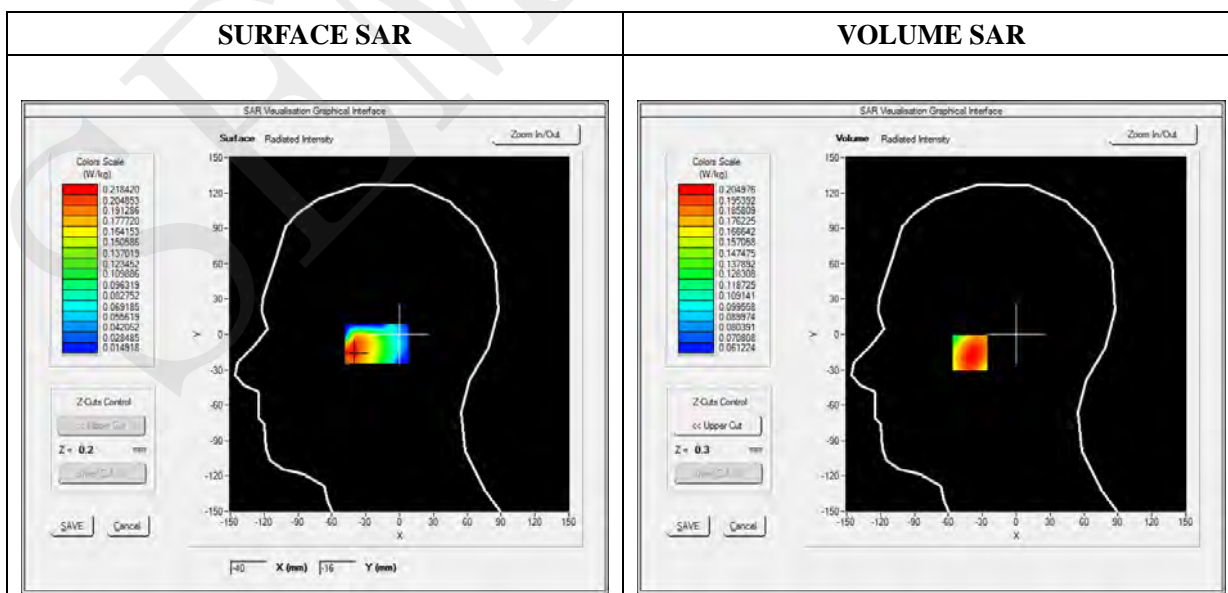 SURFACE SAR
VOLUME SAR
SAR Visualisation Graphical Interface
Surface Radiated Intensity
Zoom In/Out
Colors Scale
(W/kg)
0.218420
0.204853
0.191286
0.177720
0.164153
0.150586
0.137019
0.123452
0.109886
0.096319
0.082752
0.069185
0.055619
0.042052
0.028485
0.014918
Z-Cuts Control
<< Upper Cut
Z = 0.2 mm
SAVE
Cancel
150
120
90
60
30
0
-30
-60
-90
-120
-150
Y
-150 -120 -90 -60 -30 0 30 60 90 120 150
X
-40 X (mm) -16 Y (mm)
SAR Visualisation Graphical Interface
Volume Radiated Intensity
Zoom In/Out
Colors Scale
(W/kg)
0.204976
0.195392
0.185809
0.176225
0.166642
0.157058
0.147475
0.137892
0.128308
0.118725
0.109141
0.099558
0.089974
0.080391
0.070808
0.061224
Z-Cuts Control
<< Upper Cut
Z = 0.3 mm
SAVE
Cancel
150
120
90
60
30
0
-30
-60
-90
-120
-150
Y
-150 -120 -90 -60 -30 0 30 60 90 120 150
X